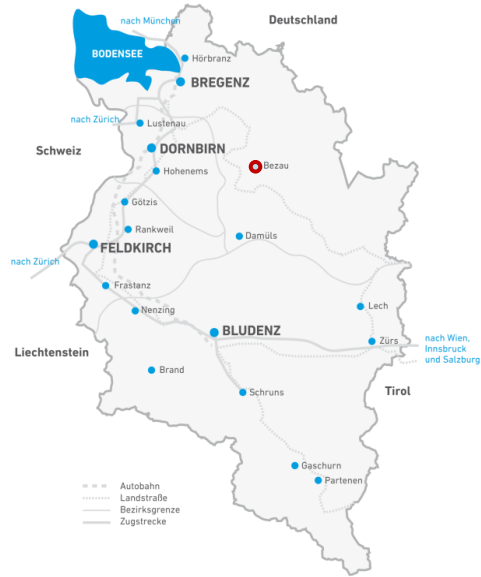 Deutschland
nach München
BODENSEE
Hörbranz
BREGENZ
nach Zürich
Lustenau
Schweiz
DORNBIRN
Bezau
Hohenems
Götzis
Rankweil
Damüls
FELDKIRCH
nach Zürich
Frastanz
Lech
Nenzing
BLUDENZ
Zürs
nach Wien,
Innsbruck
und Salzburg
Liechtenstein
Brand
Tirol
Schruns
Gaschurn
Partenen
Autobahn
Landstraße
Bezirksgrenze
Zugstrecke